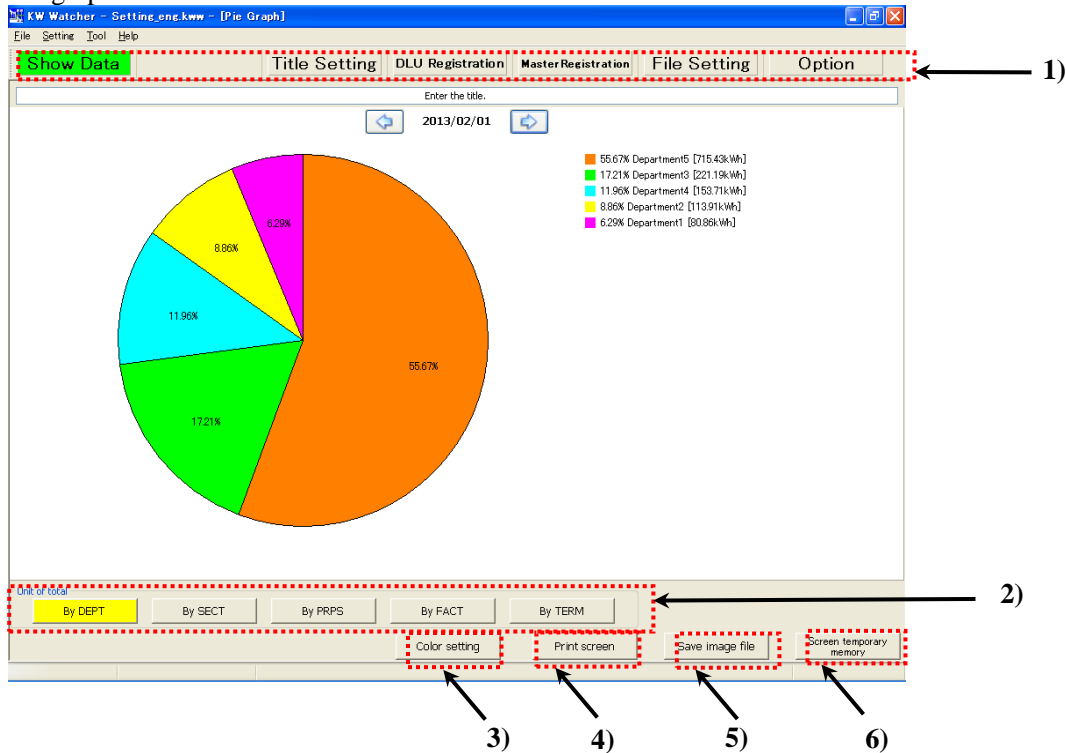 KW Watcher - Setting_eng.kww - [Pie Graph]
File Setting Tool Help
Show Data Title Setting DLU Registration Master Registration File Setting Option
1)
Enter the title.
2013/02/01
55.67% Department5 [715.43kWh]
17.21% Department3 [221.19kWh]
11.96% Department4 [153.71kWh]
8.86% Department2 [113.91kWh]
6.29% Department1 [80.86kWh]
6.29%
8.86%
11.96%
55.67%
17.21%
Unit of total
By DEPT By SECT By PRPS By FACT By TERM
2)
Color setting Print screen Save image file Screen temporary memory
3) 4) 5) 6)